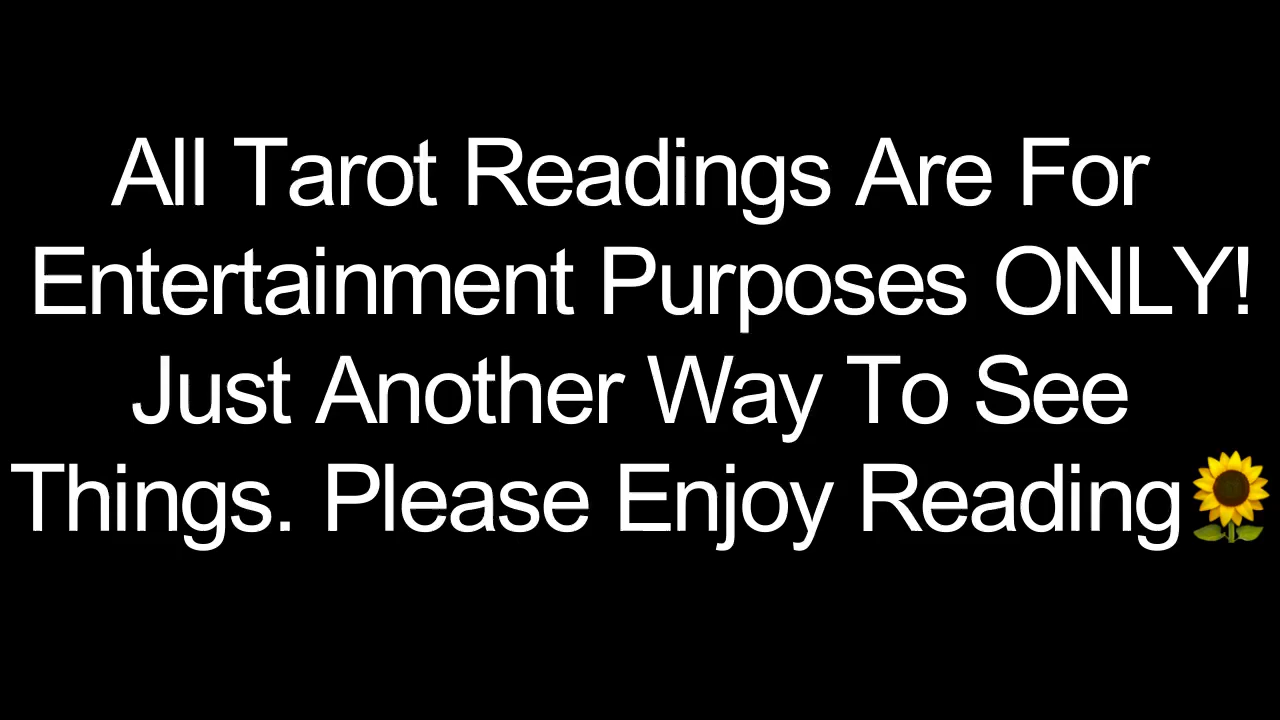 All Tarot Readings Are For
Entertainment Purposes ONLY!
Just Another Way To See
Things. Please Enjoy Reading🌻